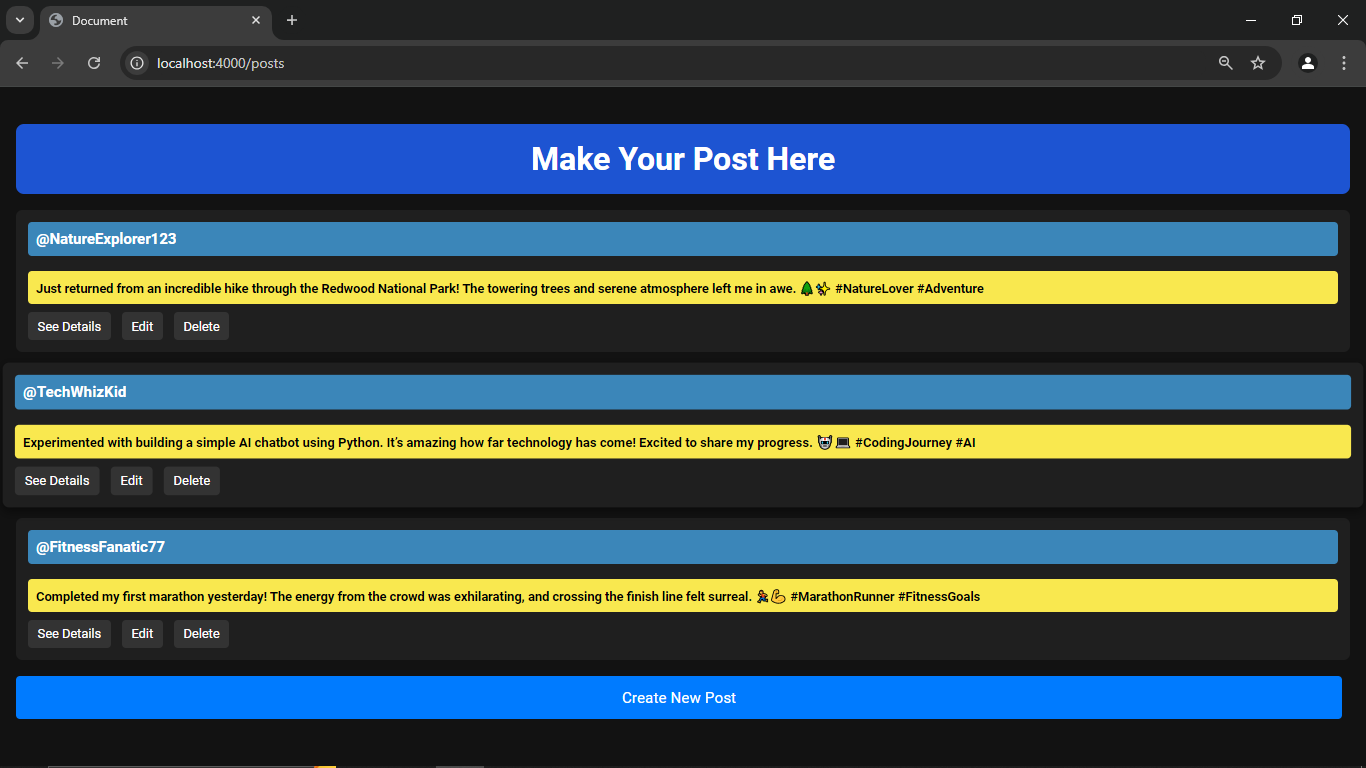 Document
localhost:4000/posts
Make Your Post Here
@NatureExplorer123
Just returned from an incredible hike through the Redwood National Park! The towering trees and serene atmosphere left me in awe. 🌲✨ #NatureLover #Adventure
See Details Edit Delete
@TechWhizKid
Experimented with building a simple AI chatbot using Python. It’s amazing how far technology has come! Excited to share my progress. 🤖💻 #CodingJourney #AI
See Details Edit Delete
@FitnessFanatic77
Completed my first marathon yesterday! The energy from the crowd was exhilarating, and crossing the finish line felt surreal. 🏃💪 #MarathonRunner #FitnessGoals
See Details Edit Delete
Create New Post